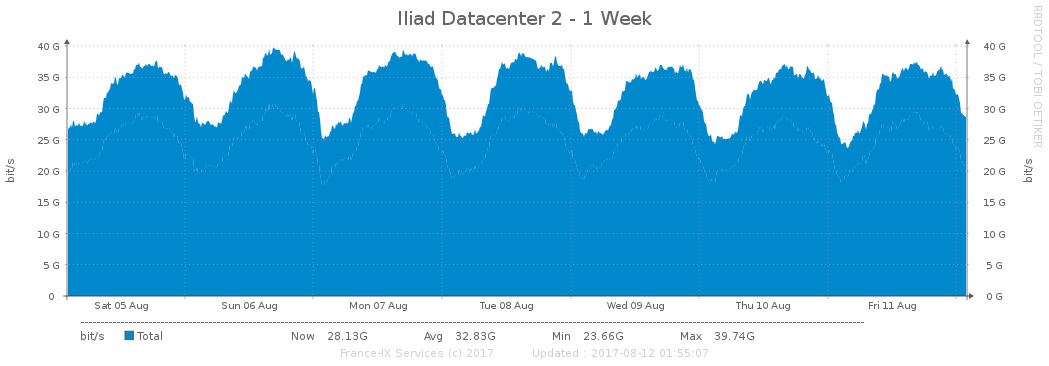 Iliad Datacenter 2 - 1 Week
RRDTOOL / TOBI OETIKER
bit/s
40 G 40 G
35 G 35 G
30 G 30 G
25 G 25 G
20 G 20 G
15 G 15 G
10 G 10 G
5 G 5 G
0 0 G
bit/s
Sat 05 Aug Sun 06 Aug Mon 07 Aug Tue 08 Aug Wed 09 Aug Thu 10 Aug Fri 11 Aug
bit/s Total Now 28.13G Avg 32.83G Min 23.66G Max 39.74G
France-IX Services (c) 2017 Updated : 2017-08-12 01:55:07